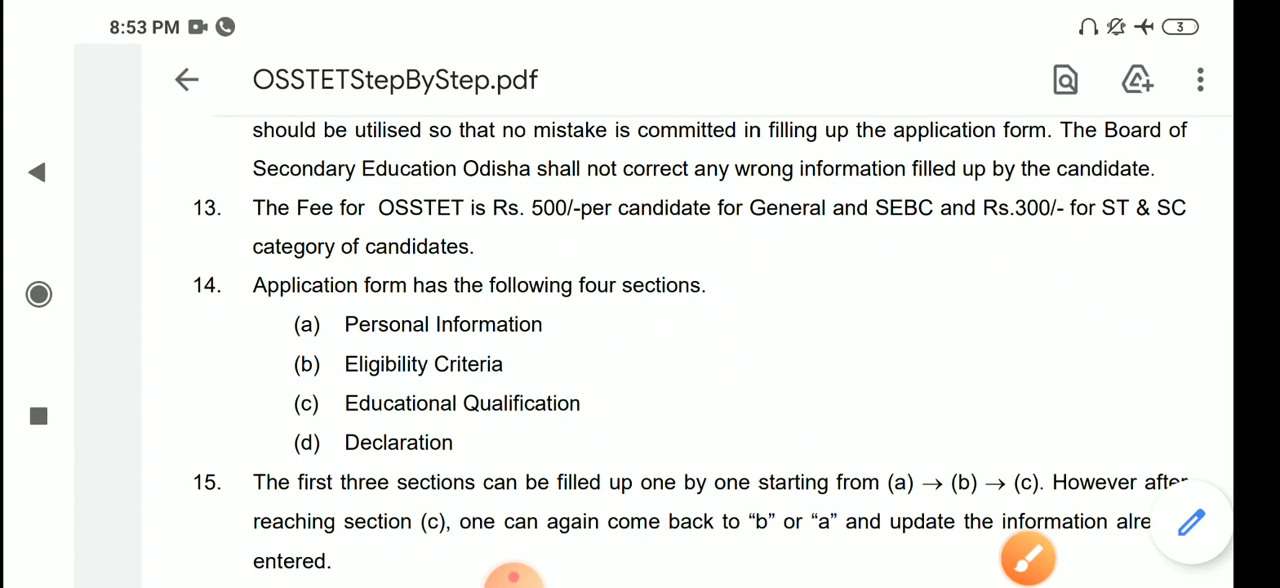 8:53 PM
3
OSSTETStepByStep.pdf
should be utilised so that no mistake is committed in filling up the application form. The Board of
Secondary Education Odisha shall not correct any wrong information filled up by the candidate.
13. The Fee for OSSTET is Rs. 500/-per candidate for General and SEBC and Rs.300/- for ST & SC
category of candidates.
14. Application form has the following four sections.
(a) Personal Information
(b) Eligibility Criteria
(c) Educational Qualification
(d) Declaration
15. The first three sections can be filled up one by one starting from (a) → (b) → (c). However after
reaching section (c), one can again come back to “b” or “a” and update the information alre
entered.